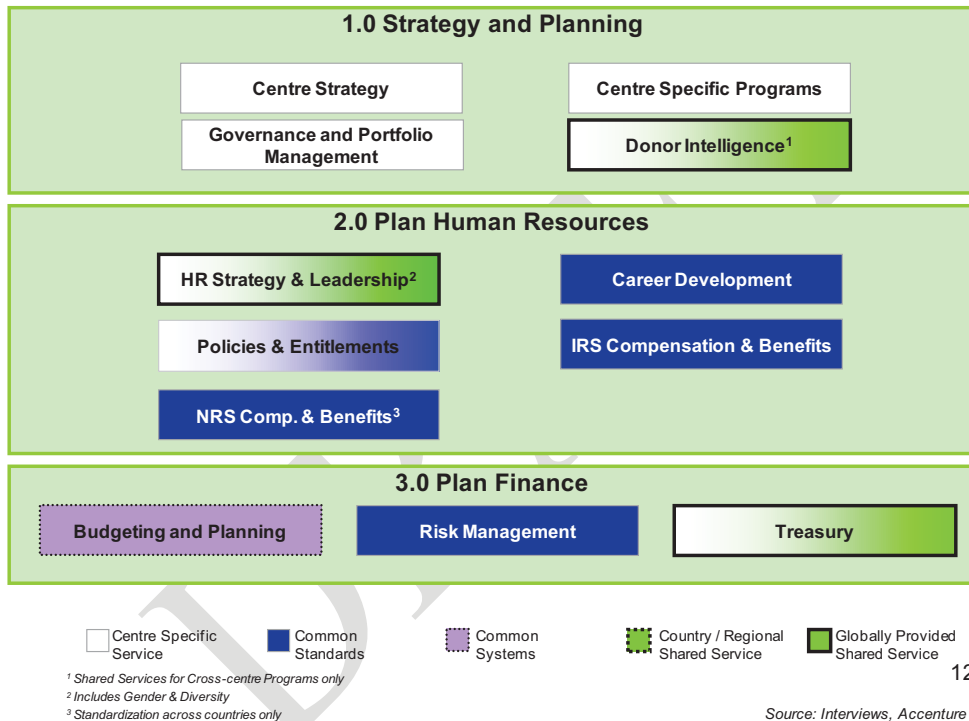 1.0 Strategy and Planning
Centre Strategy
Centre Specific Programs
Governance and Portfolio
Management
Donor Intelligence¹
2.0 Plan Human Resources
HR Strategy & Leadership²
Career Development
Policies & Entitlements
IRS Compensation & Benefits
NRS Comp. & Benefits³
3.0 Plan Finance
Budgeting and Planning
Risk Management
Treasury
Centre Specific
Service
Common
Standards
Common
Systems
Country / Regional
Shared Service
Globally Provided
Shared Service
¹ Shared Services for Cross-centre Programs only
² Includes Gender & Diversity
³ Standardization across countries only
12
Source: Interviews, Accenture